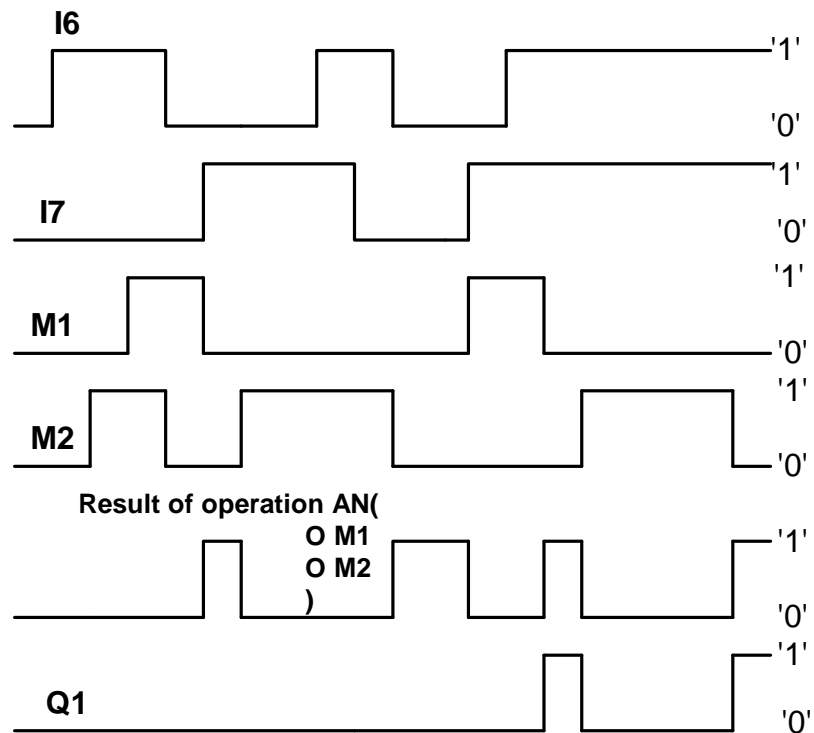 I6
'1'
'0'
'1'
I7
'0'
'1'
M1
'0'
'1'
M2
'0'
Result of operation AN(
O M1
'1'
O M2
)
'0'
'1'
Q1
'0'